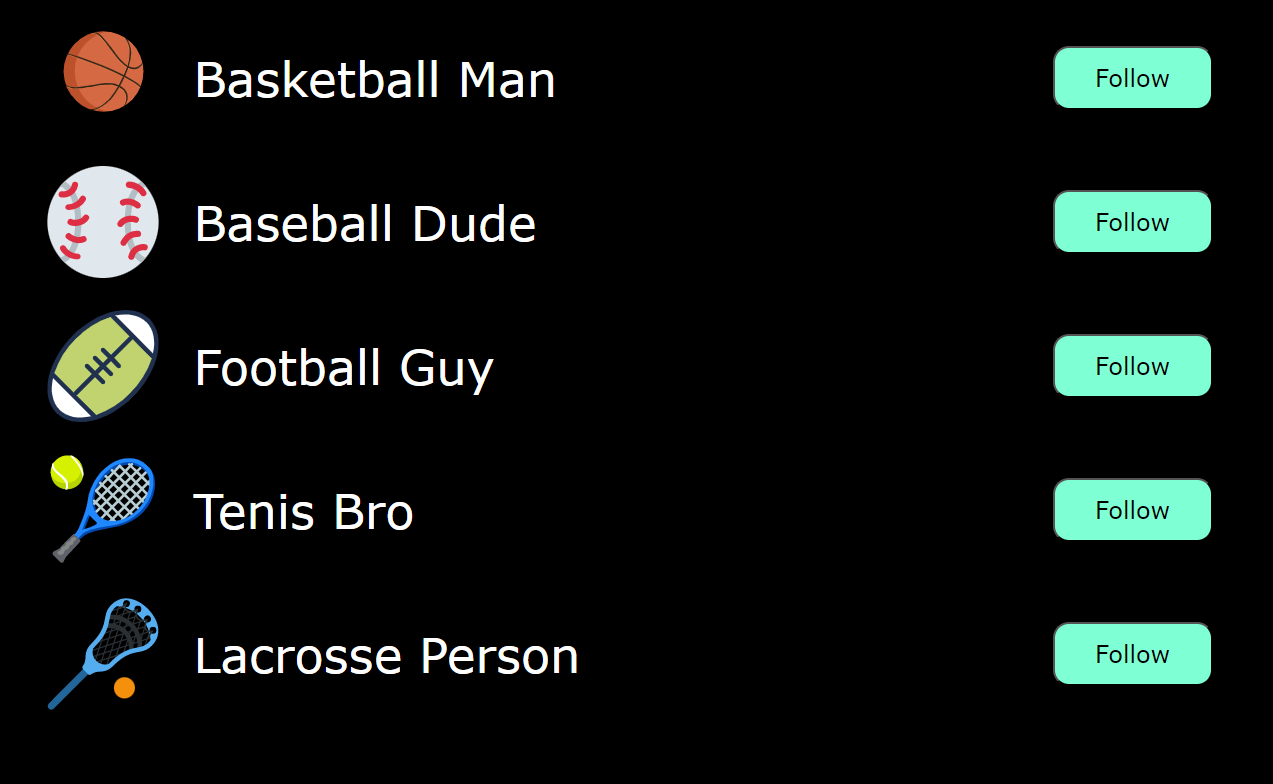 Basketball Man
Follow
Baseball Dude
Follow
Football Guy
Follow
Tenis Bro
Follow
Lacrosse Person
Follow